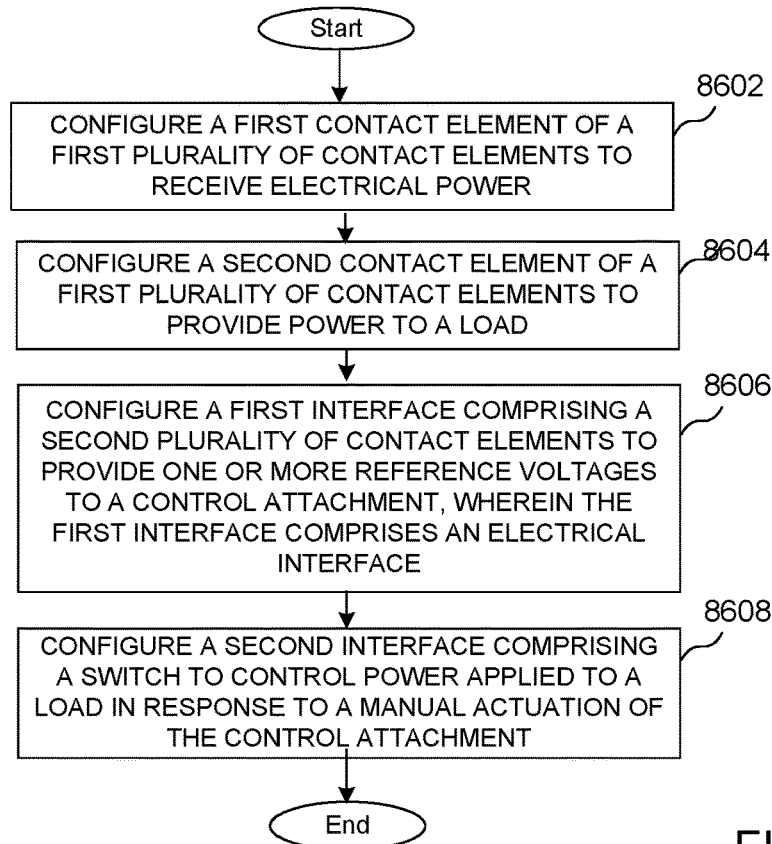 Start
8602
CONFIGURE A FIRST CONTACT ELEMENT OF A
FIRST PLURALITY OF CONTACT ELEMENTS TO
RECEIVE ELECTRICAL POWER
8604
CONFIGURE A SECOND CONTACT ELEMENT OF A
FIRST PLURALITY OF CONTACT ELEMENTS TO
PROVIDE POWER TO A LOAD
8606
CONFIGURE A FIRST INTERFACE COMPRISING A
SECOND PLURALITY OF CONTACT ELEMENTS TO
PROVIDE ONE OR MORE REFERENCE VOLTAGES
TO A CONTROL ATTACHMENT, WHEREIN THE
FIRST INTERFACE COMPRISES AN ELECTRICAL
INTERFACE
8608
CONFIGURE A SECOND INTERFACE COMPRISING
A SWITCH TO CONTROL POWER APPLIED TO A
LOAD IN RESPONSE TO A MANUAL ACTUATION OF
THE CONTROL ATTACHMENT
End